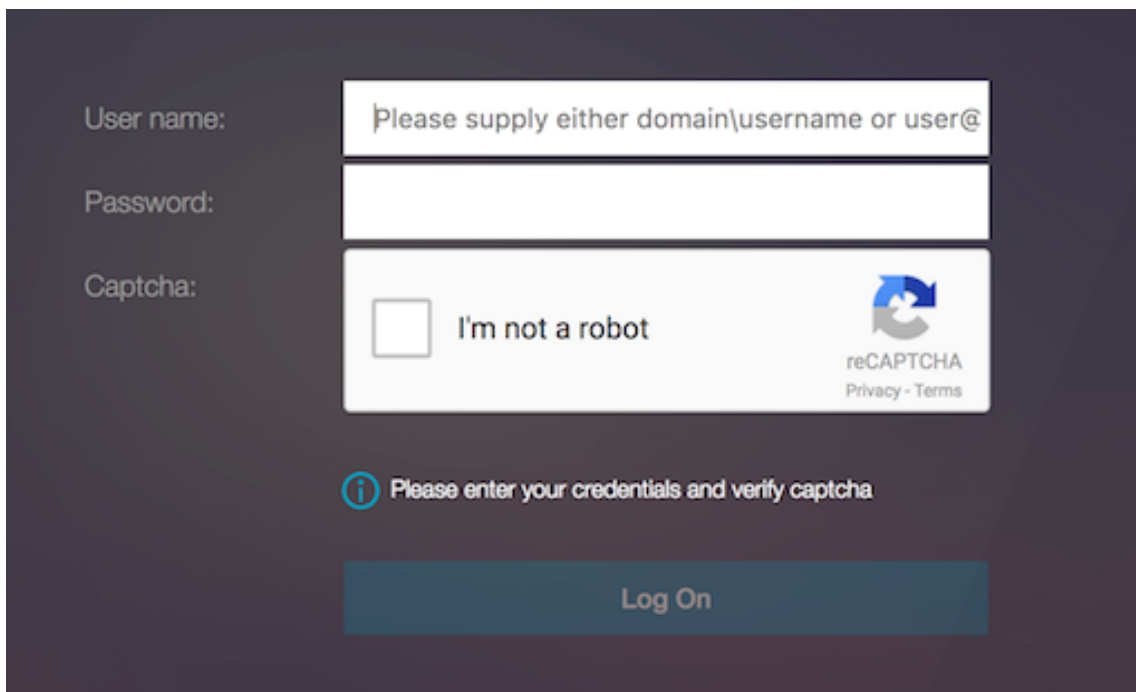 User name:
Please supply either domain\username or user@
Password:
Captcha:
I'm not a robot
reCAPTCHA
Privacy - Terms
Please enter your credentials and verify captcha
Log On